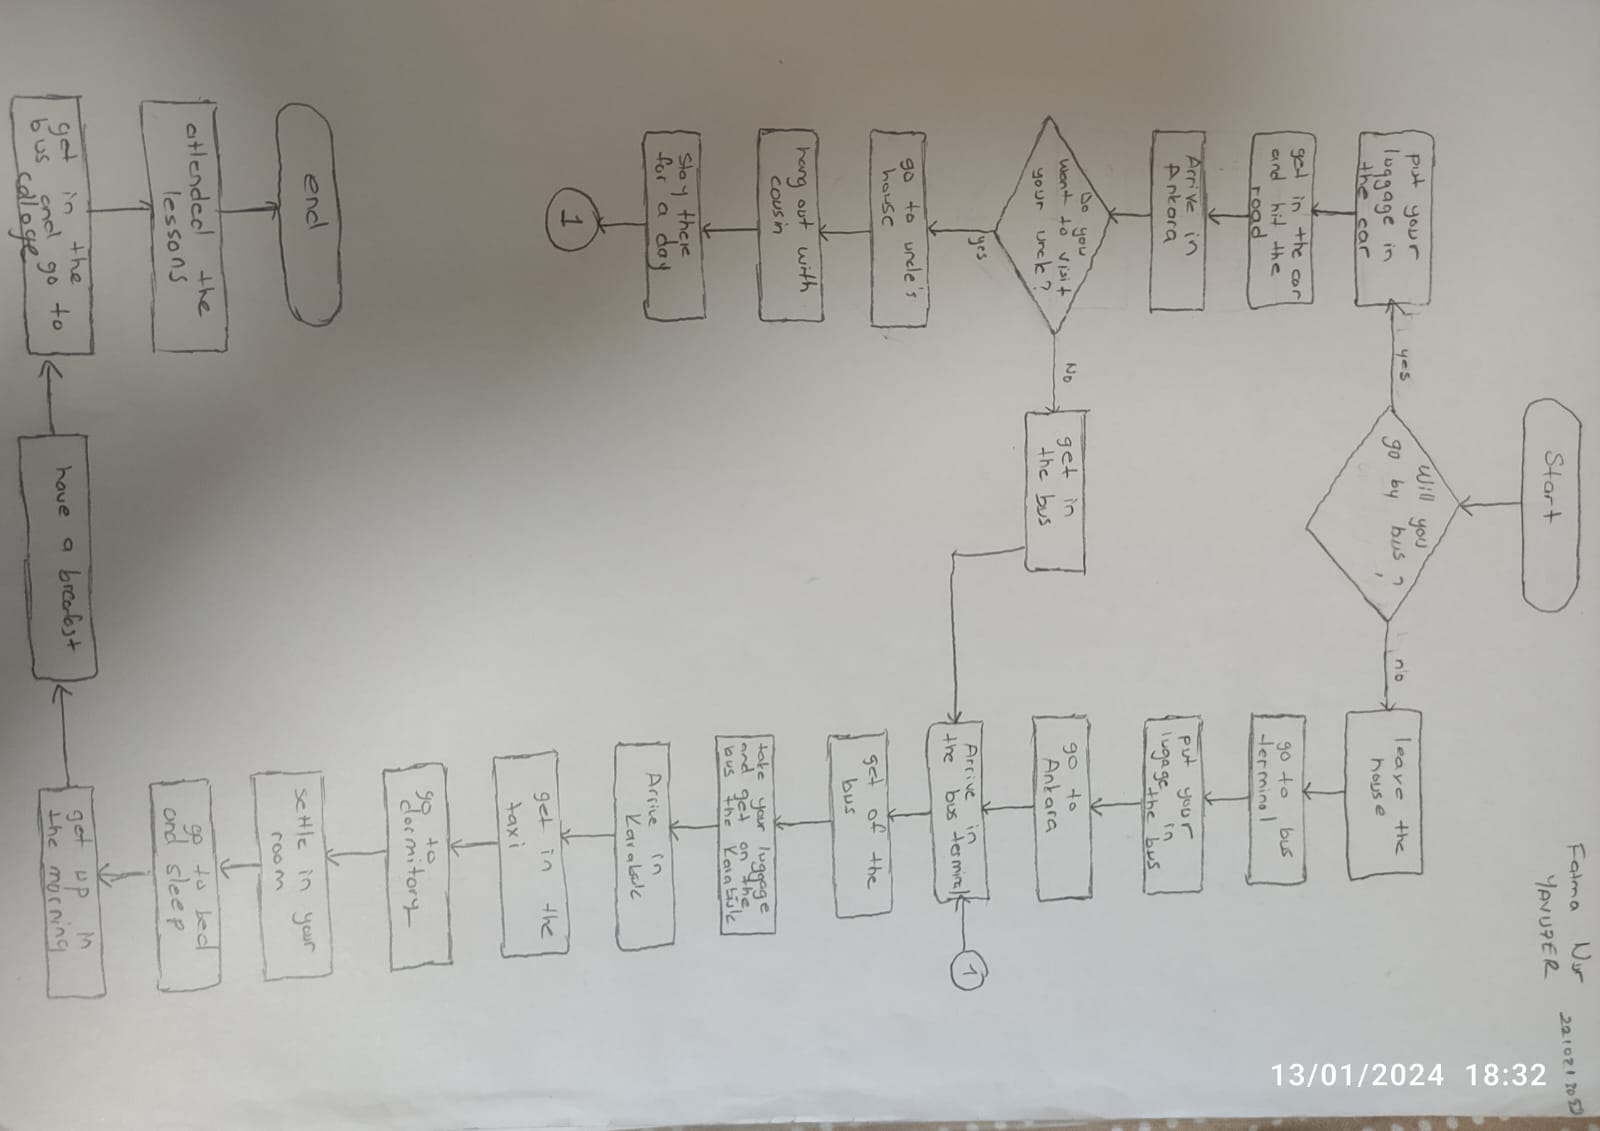 Fatma Nur
YAVUZER
Start
Will you
go by bus?
yes
no
put your
luggage in
the car
get in the car
and hit the
road
Arrive in
Ankara
Do you
want to visit
your uncle?
yes
No
go to uncle's
house
hang out with
cousin
stay there
for a day
1
get in
the bus
leave the
house
go to bus
terminal
put your
lugage in
the bus
go to
Ankara
Arrive in
the bus terminal
1
get of the
bus
take your luggage
and get on the
bus the Karabük
Arrive in
Karabük
get in the
taxi
go to
dormitory
settle in your
room
go to bed
and sleep
get up in
the morning
have a breakfast
get in the
bus and go to
collage
attended the
lessons
end
13/01/2024 18:32